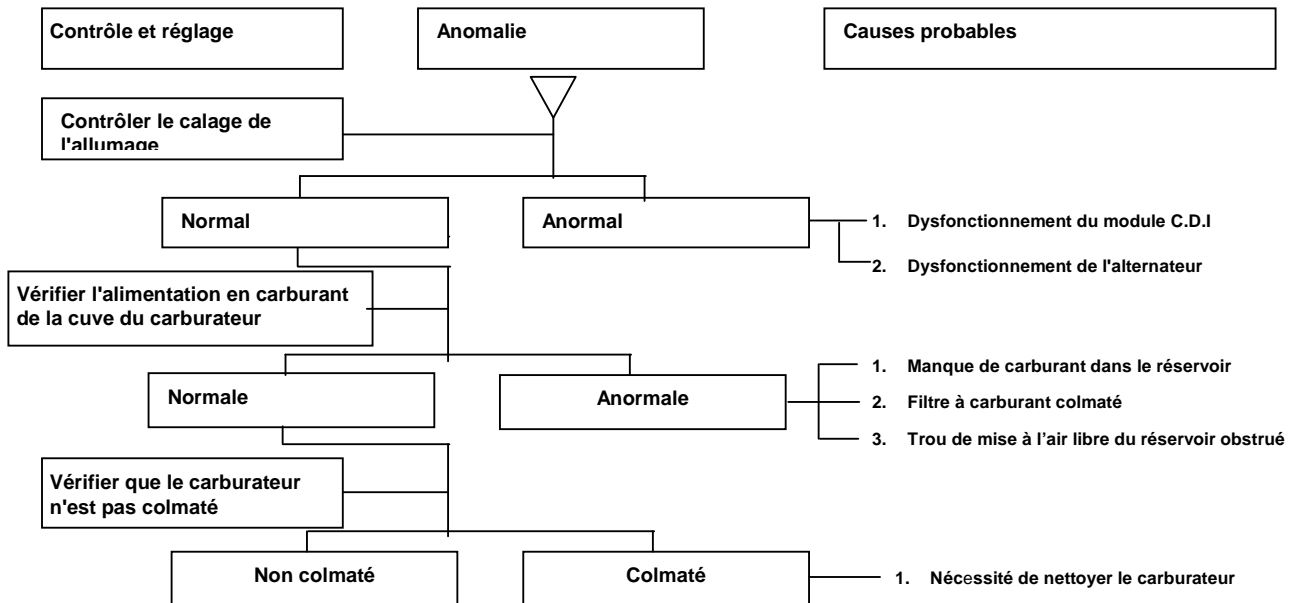 Contrôle et réglage
Anomalie
Causes probables
Contrôler le calage de
l'allumage
Normal
Anormal
1. Dysfonctionnement du module C.D.I
2. Dysfonctionnement de l'alternateur
Vérifier l'alimentation en carburant
de la cuve du carburateur
Normale
Anormale
1. Manque de carburant dans le réservoir
2. Filtre à carburant colmaté
3. Trou de mise à l’air libre du réservoir obstrué
Vérifier que le carburateur
n'est pas colmaté
Non colmaté
Colmaté
1. Nécessité de nettoyer le carburateur